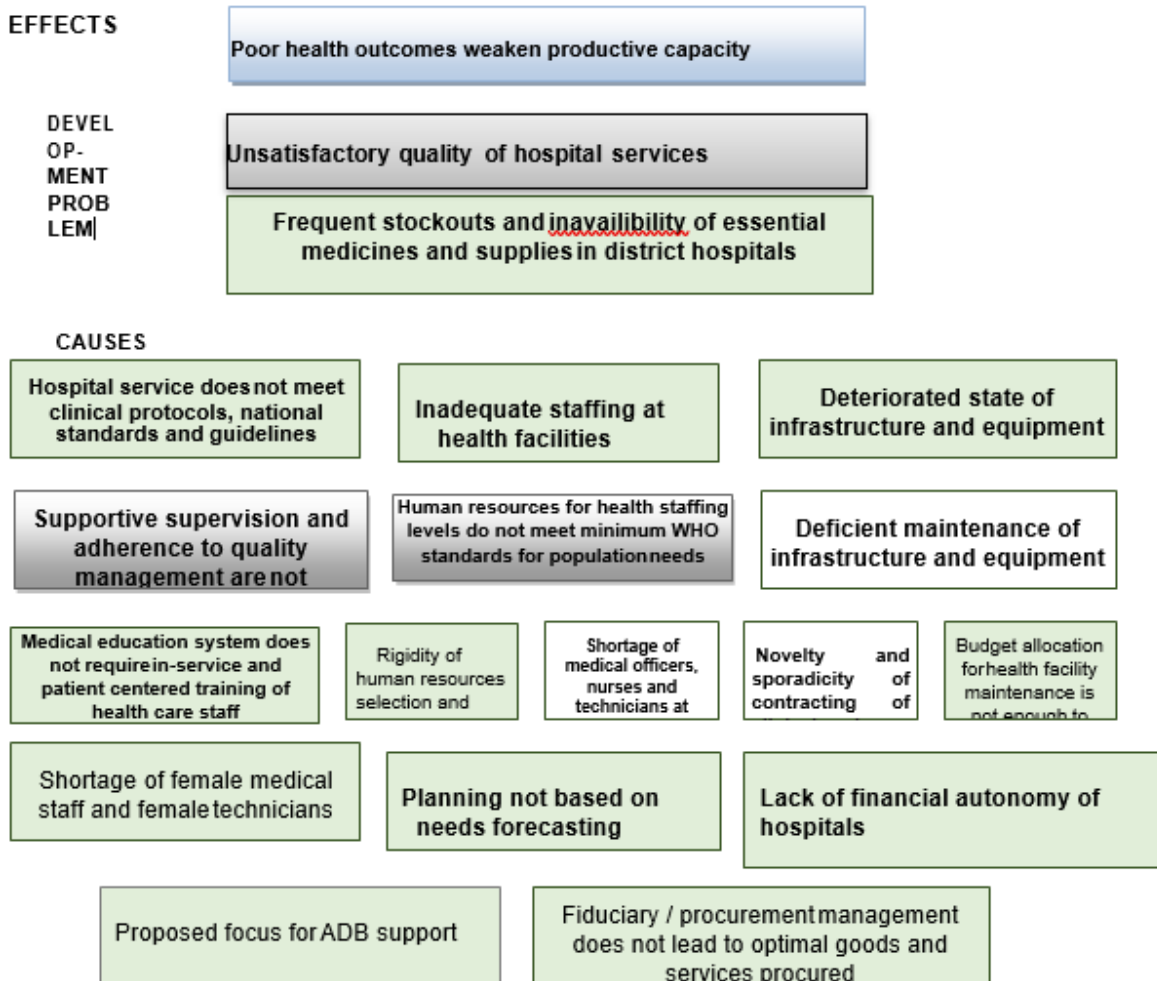 EFFECTS
Poor health outcomes weaken productive capacity
DEVEL
OP-
MENT
PROB
LEM
Unsatisfactory quality of hospital services
Frequent stockouts and inavailibility of essential
medicines and supplies in district hospitals
CAUSES
Hospital service does not meet
clinical protocols, national
standards and guidelines
Inadequate staffing at
health facilities
Deteriorated state of
infrastructure and equipment
Supportive supervision and
adherence to quality
management are not
Human resources for health staffing
levels do not meet minimum WHO
standards for population needs
Deficient maintenance of
infrastructure and equipment
Medical education system does
not require in-service and
patient centered training of
health care staff
Rigidity of
human resources
selection and
Shortage of
medical officers,
nurses and
technicians at
Novelty and
sporadicity of
contracting of
Budget allocation
for health facility
maintenance is
not enough to
Shortage of female medical
staff and female technicians
Planning not based on
needs forecasting
Lack of financial autonomy of
hospitals
Proposed focus for ADB support
Fiduciary / procurement management
does not lead to optimal goods and
services procured